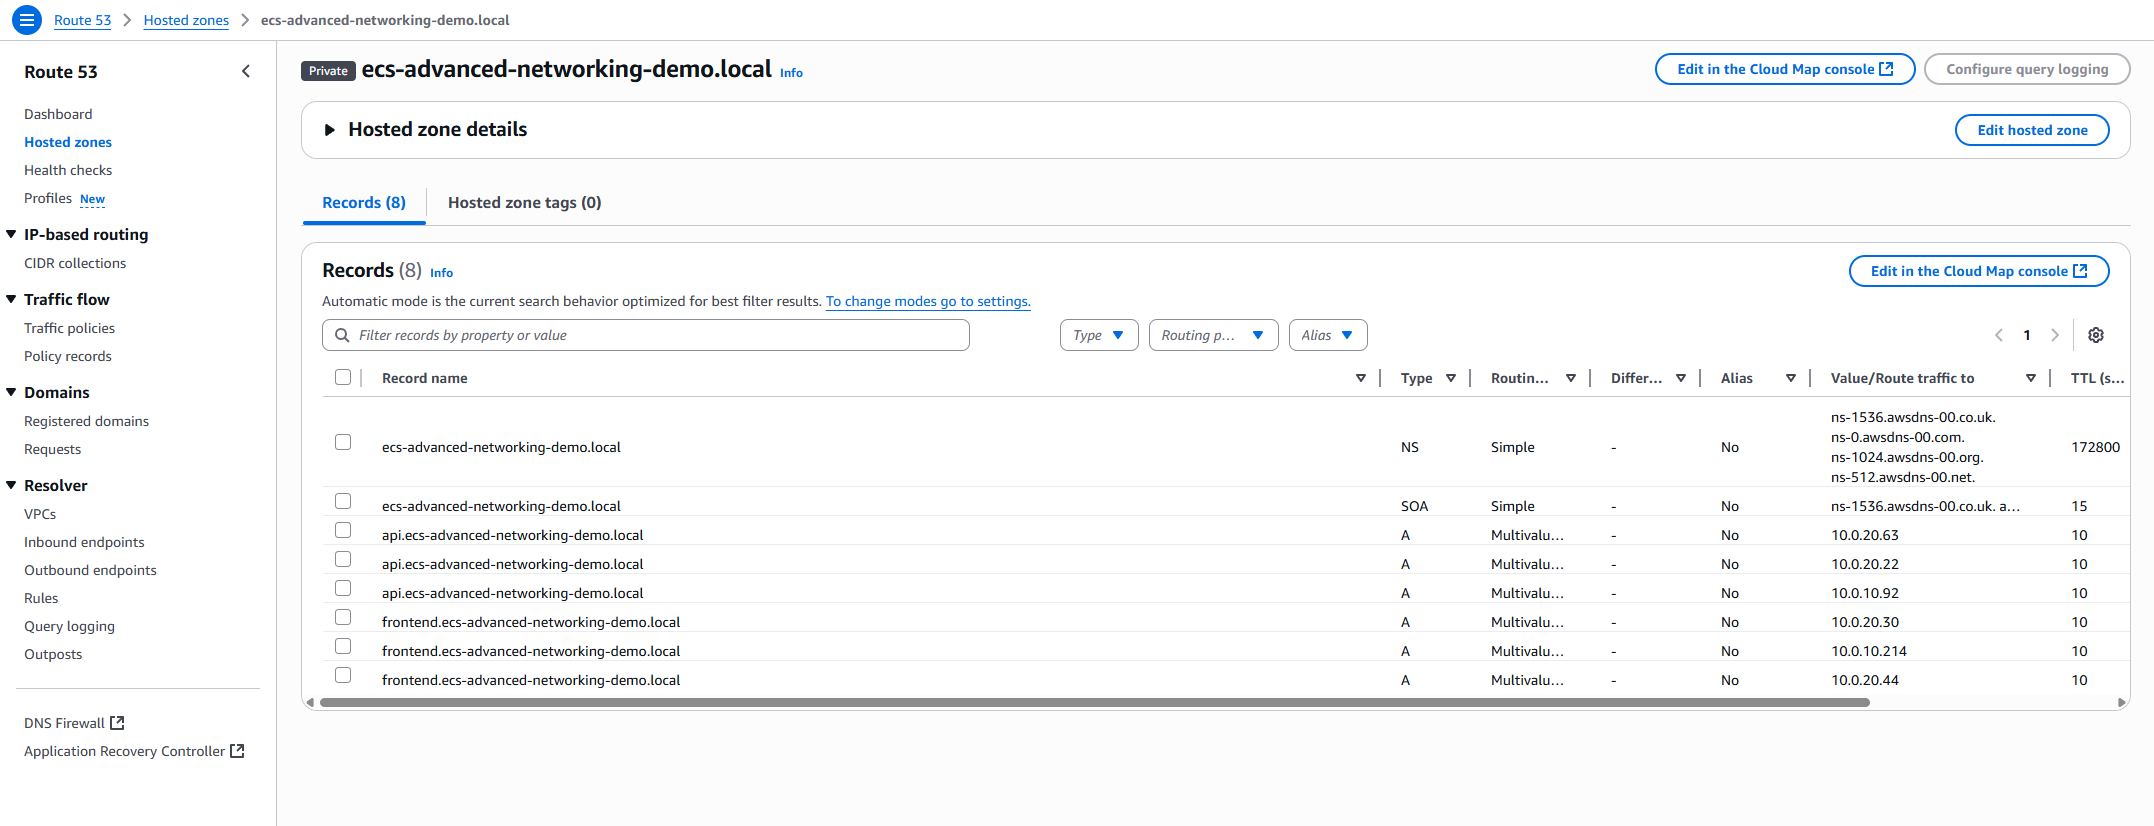 Route 53 > Hosted zones > ecs-advanced-networking-demo.local
Route 53
Dashboard
Hosted zones
Health checks
Profiles New
IP-based routing
CIDR collections
Traffic flow
Traffic policies
Policy records
Domains
Registered domains
Requests
Resolver
VPCs
Inbound endpoints
Outbound endpoints
Rules
Query logging
Outposts
DNS Firewall
Application Recovery Controller
Private ecs-advanced-networking-demo.local Info
Edit in the Cloud Map console
Configure query logging
Hosted zone details
Edit hosted zone
Records (8)
Hosted zone tags (0)
Records (8) Info
Edit in the Cloud Map console
Automatic mode is the current search behavior optimized for best filter results. To change modes go to settings.
Filter records by property or value
Type
Routing p...
Alias
1
Record name Type Routin... Differ... Alias Value/Route traffic to TTL (s...
ecs-advanced-networking-demo.local NS Simple - No ns-1536.awsdns-00.co.uk.
ns-0.awsdns-00.com.
ns-1024.awsdns-00.org.
ns-512.awsdns-00.net.
172800
ecs-advanced-networking-demo.local SOA Simple - No ns-1536.awsdns-00.co.uk. a... 15
api.ecs-advanced-networking-demo.local A Multivalu... - No 10.0.20.63 10
api.ecs-advanced-networking-demo.local A Multivalu... - No 10.0.20.22 10
api.ecs-advanced-networking-demo.local A Multivalu... - No 10.0.10.92 10
frontend.ecs-advanced-networking-demo.local A Multivalu... - No 10.0.20.30 10
frontend.ecs-advanced-networking-demo.local A Multivalu... - No 10.0.10.214 10
frontend.ecs-advanced-networking-demo.local A Multivalu... - No 10.0.20.44 10